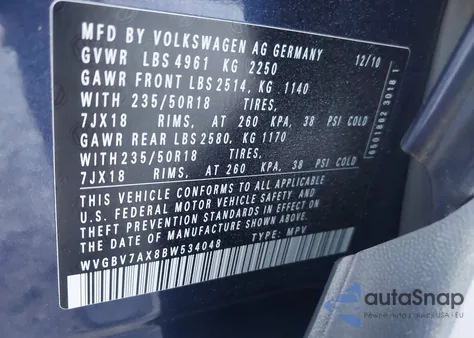 MFD BY VOLKSWAGEN AG GERMANY 12/10
GVWR LBS 4961 KG 2250
GAWR FRONT LBS 2514, KG 1140
WITH 235/50R18 TIRES,
7JX18 RIMS, AT 260 KPA, 38 PSI COLD
GAWR REAR LBS 2580, KG 1170
WITH 235/50R18 TIRES,
7JX18 RIMS, AT 260 KPA, 38 PSI COLD
THIS VEHICLE CONFORMS TO ALL APPLICABLE
U.S. FEDERAL MOTOR VEHICLE SAFETY AND
THEFT PREVENTION STANDARDS IN EFFECT ON
THE DATE OF MANUFACTURE SHOWN ABOVE.
WVGBV7AX8BW534048 TYPE: MPV
autoSnap